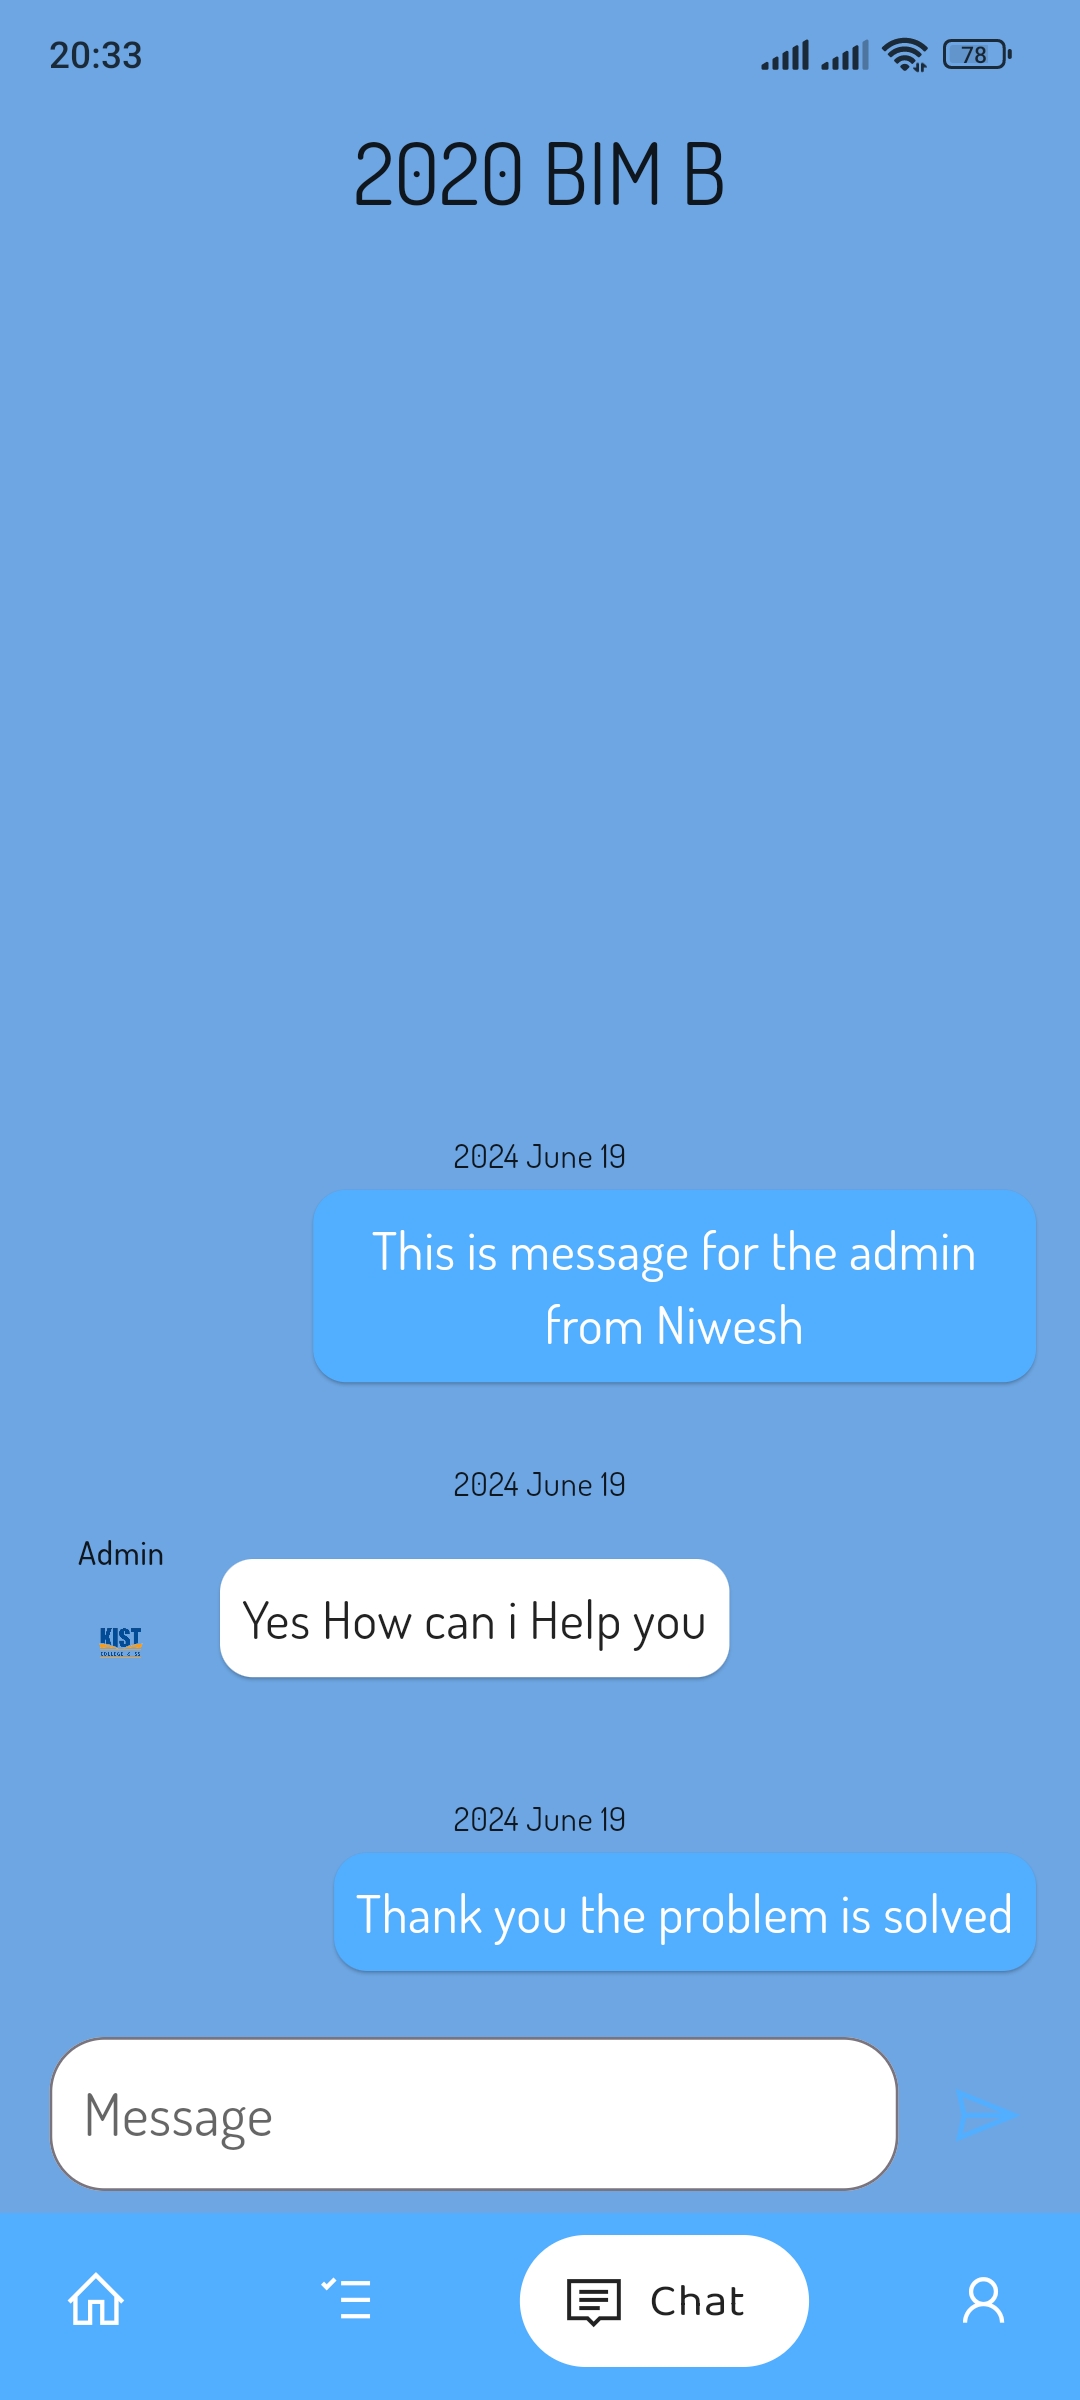 20:33
78
2020 BIM B
2024 June 19
This is message for the admin
from Niwesh
2024 June 19
Admin
KIST
Yes How can i Help you
2024 June 19
Thank you the problem is solved
Message
Chat